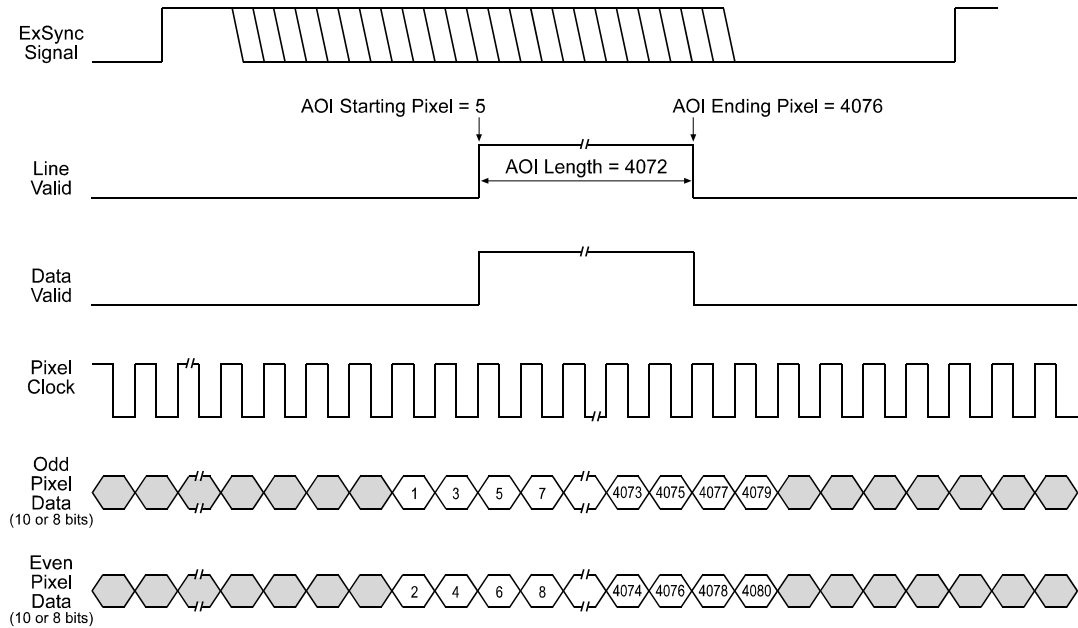 ExSync
Signal
AOI Starting Pixel = 5
AOI Ending Pixel = 4076
Line
Valid
AOI Length = 4072
Data
Valid
Pixel
Clock
Odd
Pixel
Data
(10 or 8 bits)
1 3 5 7 4073 4075 4077 4079
Even
Pixel
Data
(10 or 8 bits)
2 4 6 8 4074 4076 4078 4080